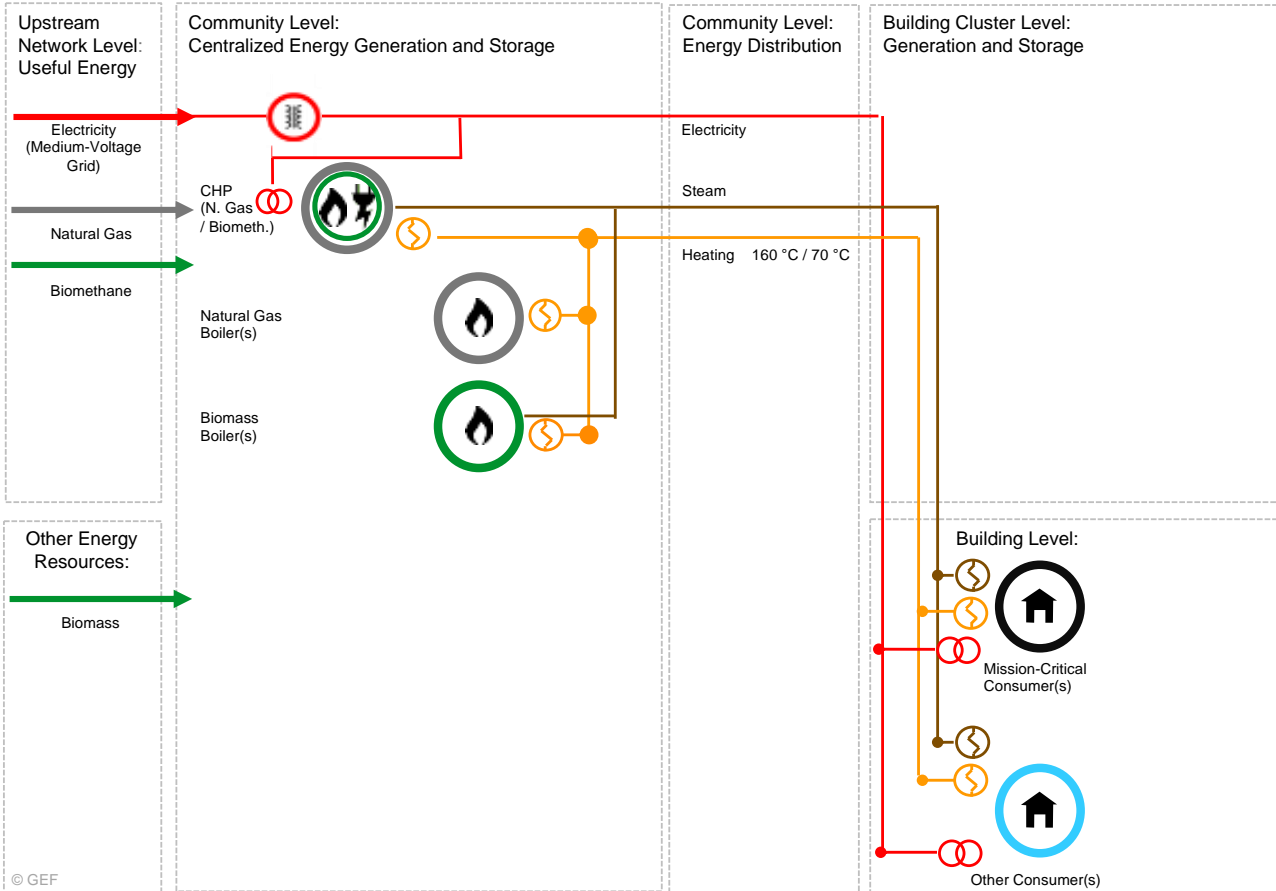 Upstream
Network Level:
Useful Energy
Community Level:
Centralized Energy Generation and Storage
Community Level:
Energy Distribution
Building Cluster Level:
Generation and Storage
Electricity
(Medium-Voltage
Grid)
Natural Gas
Biomethane
CHP
(N. Gas
/ Biometh.)
Natural Gas
Boiler(s)
Biomass
Boiler(s)
Electricity
Steam
Heating 160 °C / 70 °C
Other Energy
Resources:
Biomass
Building Level:
Mission-Critical
Consumer(s)
Other Consumer(s)
© GEF